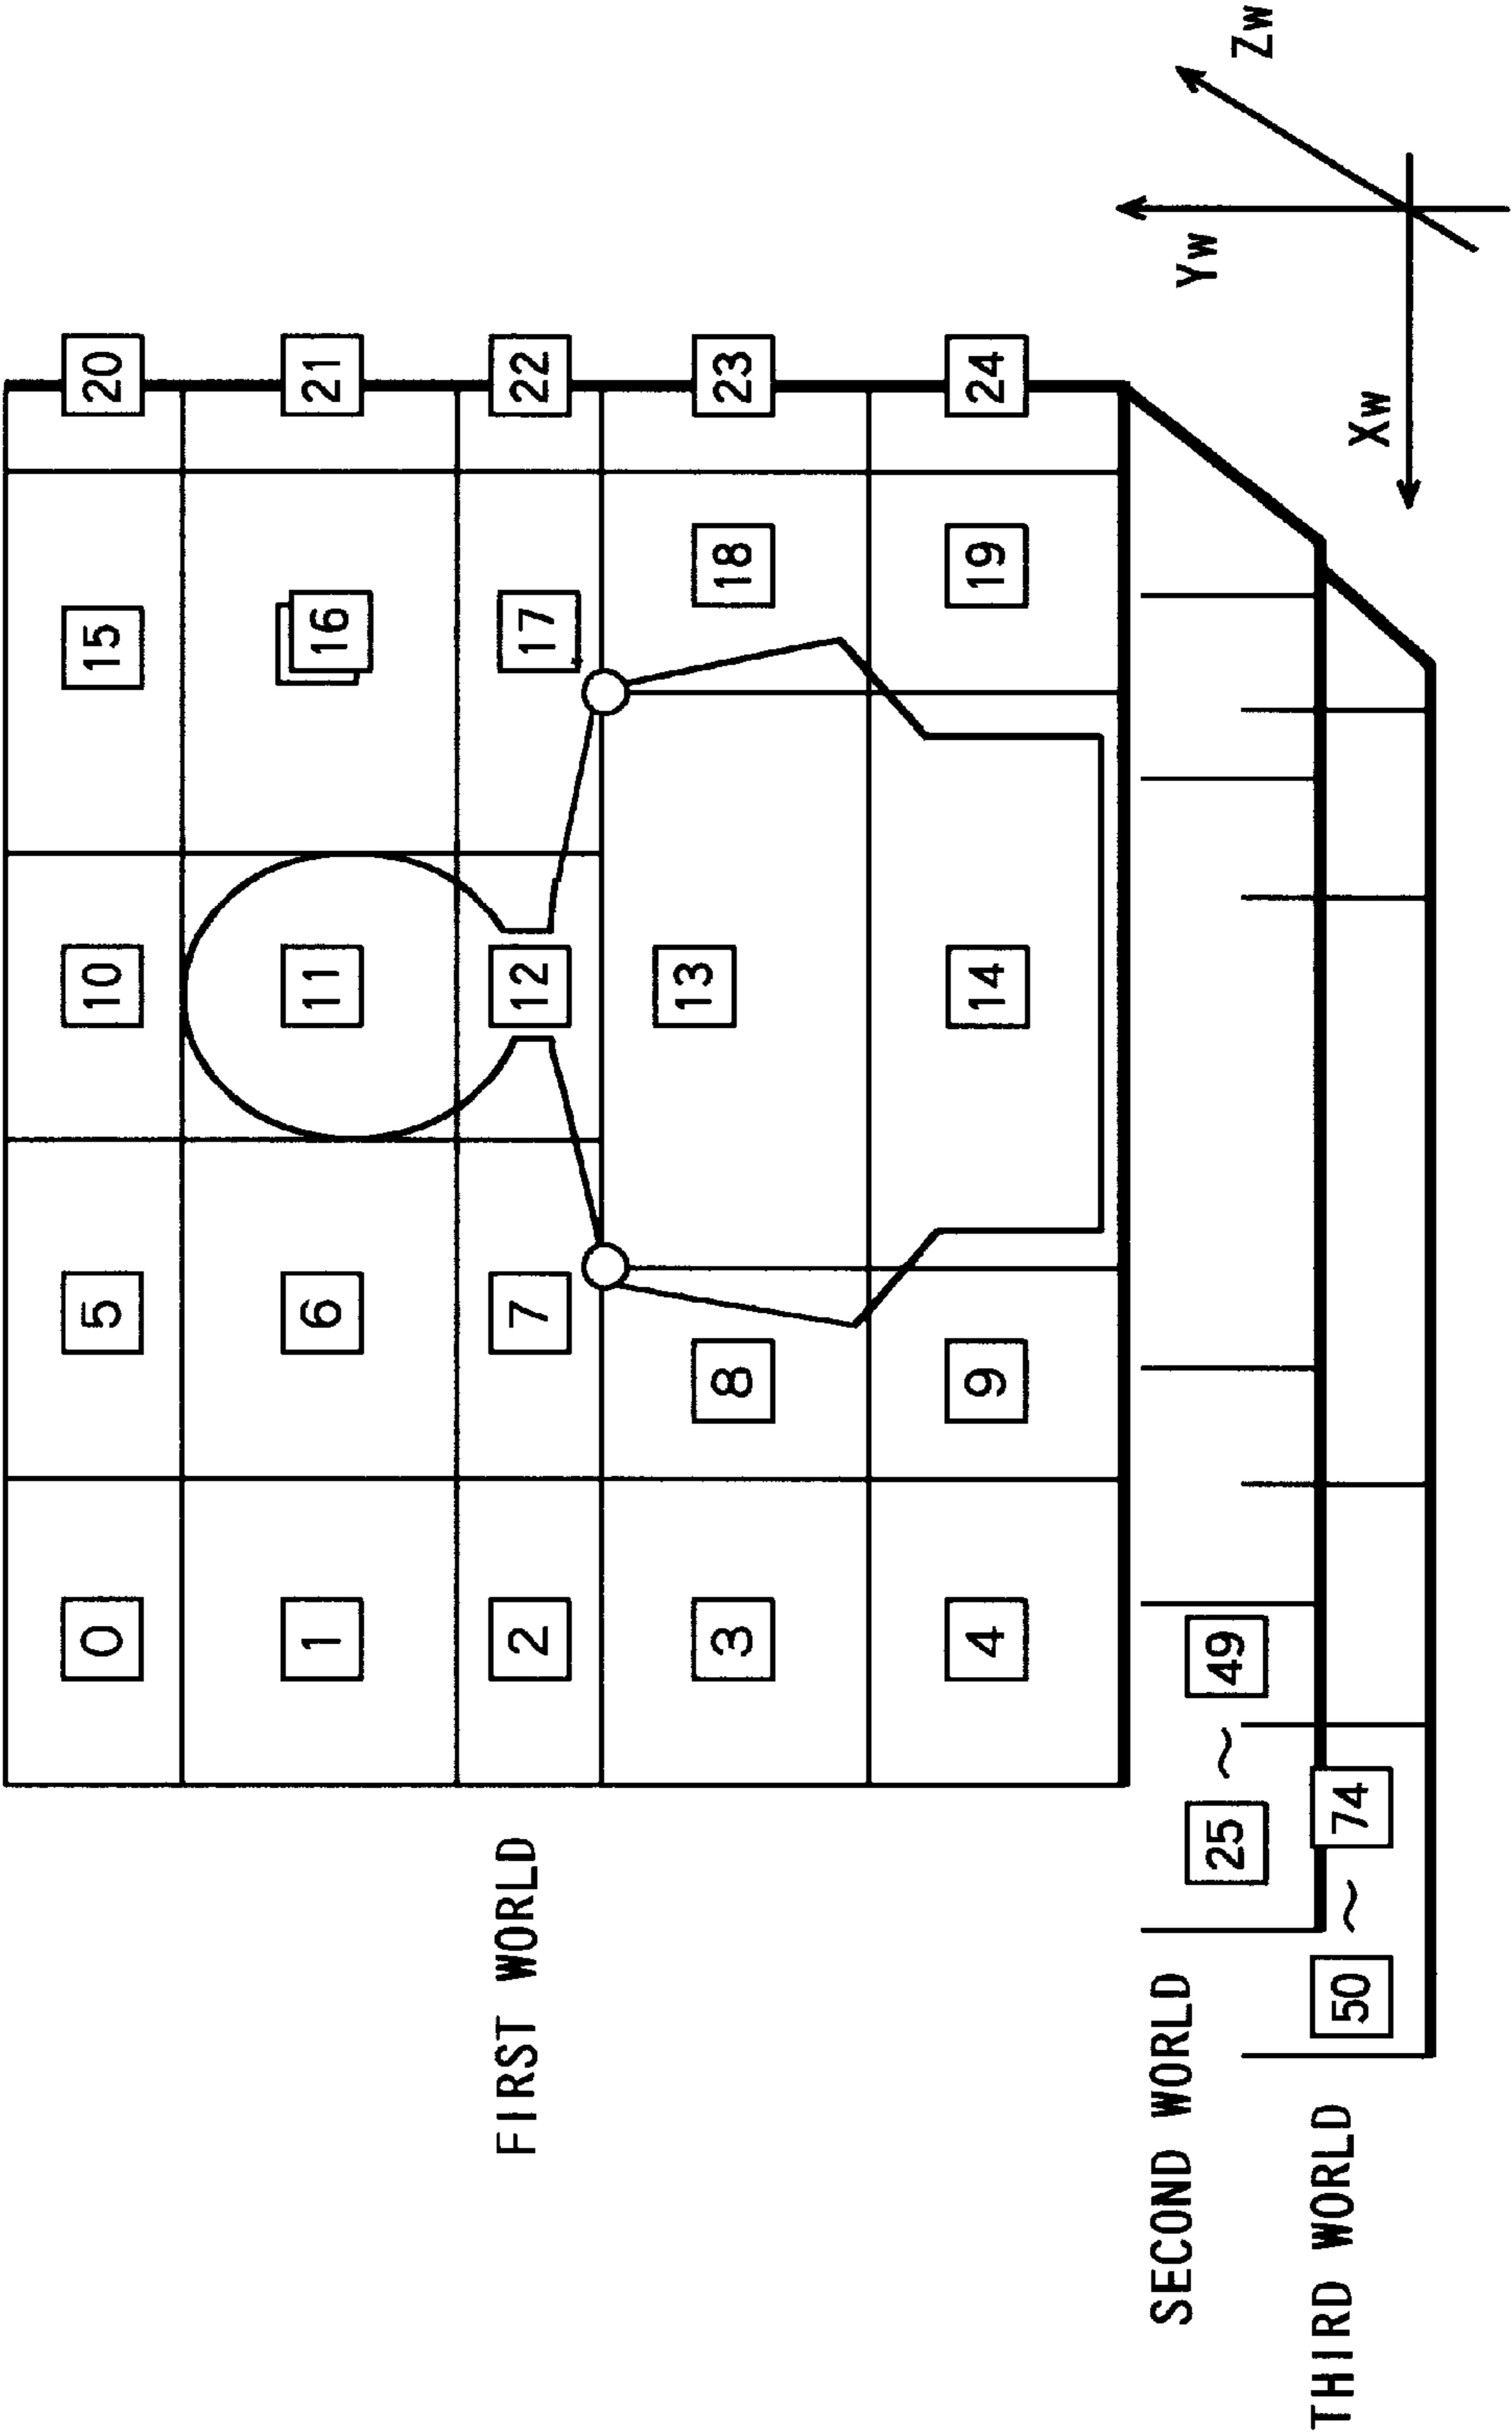 0 5 10 15 20
1 6 11 16 21
FIRST WORLD 2 7 12 17 22
3 8 13 18 23
4 9 14 19 24
SECOND WORLD 25 ~ 49
THIRD WORLD 50 ~ 74
Yw
Zw
Xw